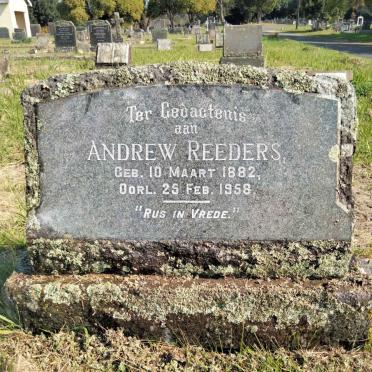 Ter Gedagtenis
aan
ANDREW REEDERS,
GEB. 10 MAART 1882,
OORL. 25 FEB. 1958.
"RUS IN VREDE."